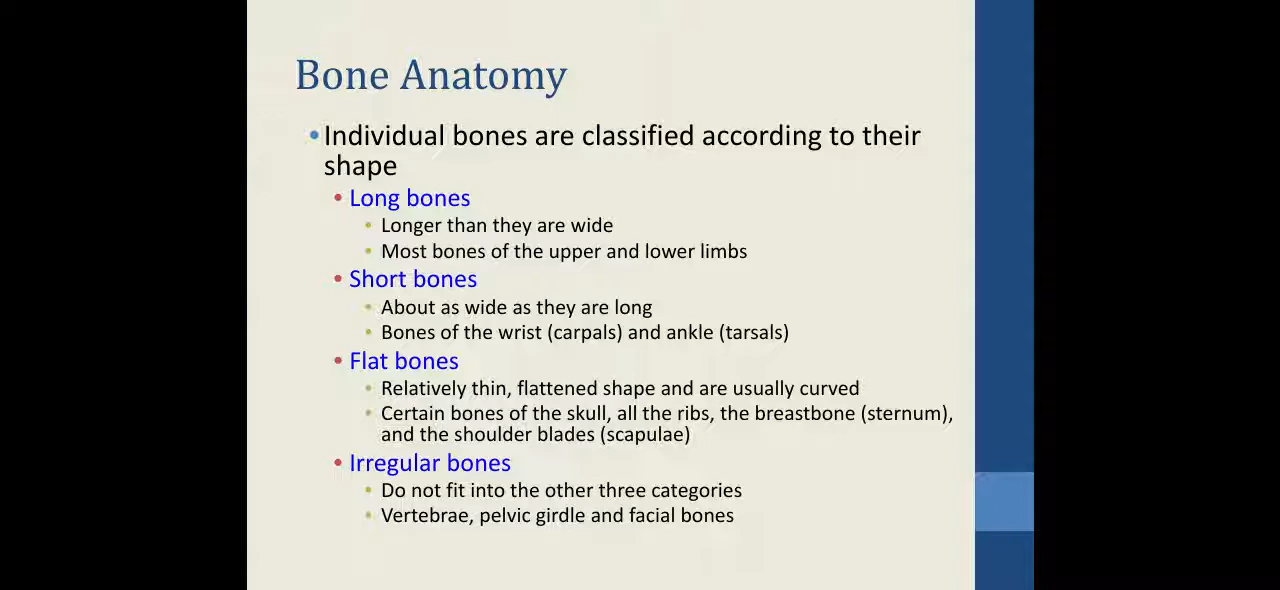 Bone Anatomy
•Individual bones are classified according to their
shape
• Long bones
• Longer than they are wide
• Most bones of the upper and lower limbs
• Short bones
• About as wide as they are long
• Bones of the wrist (carpals) and ankle (tarsals)
• Flat bones
• Relatively thin, flattened shape and are usually curved
• Certain bones of the skull, all the ribs, the breastbone (sternum),
and the shoulder blades (scapulae)
• Irregular bones
• Do not fit into the other three categories
• Vertebrae, pelvic girdle and facial bones